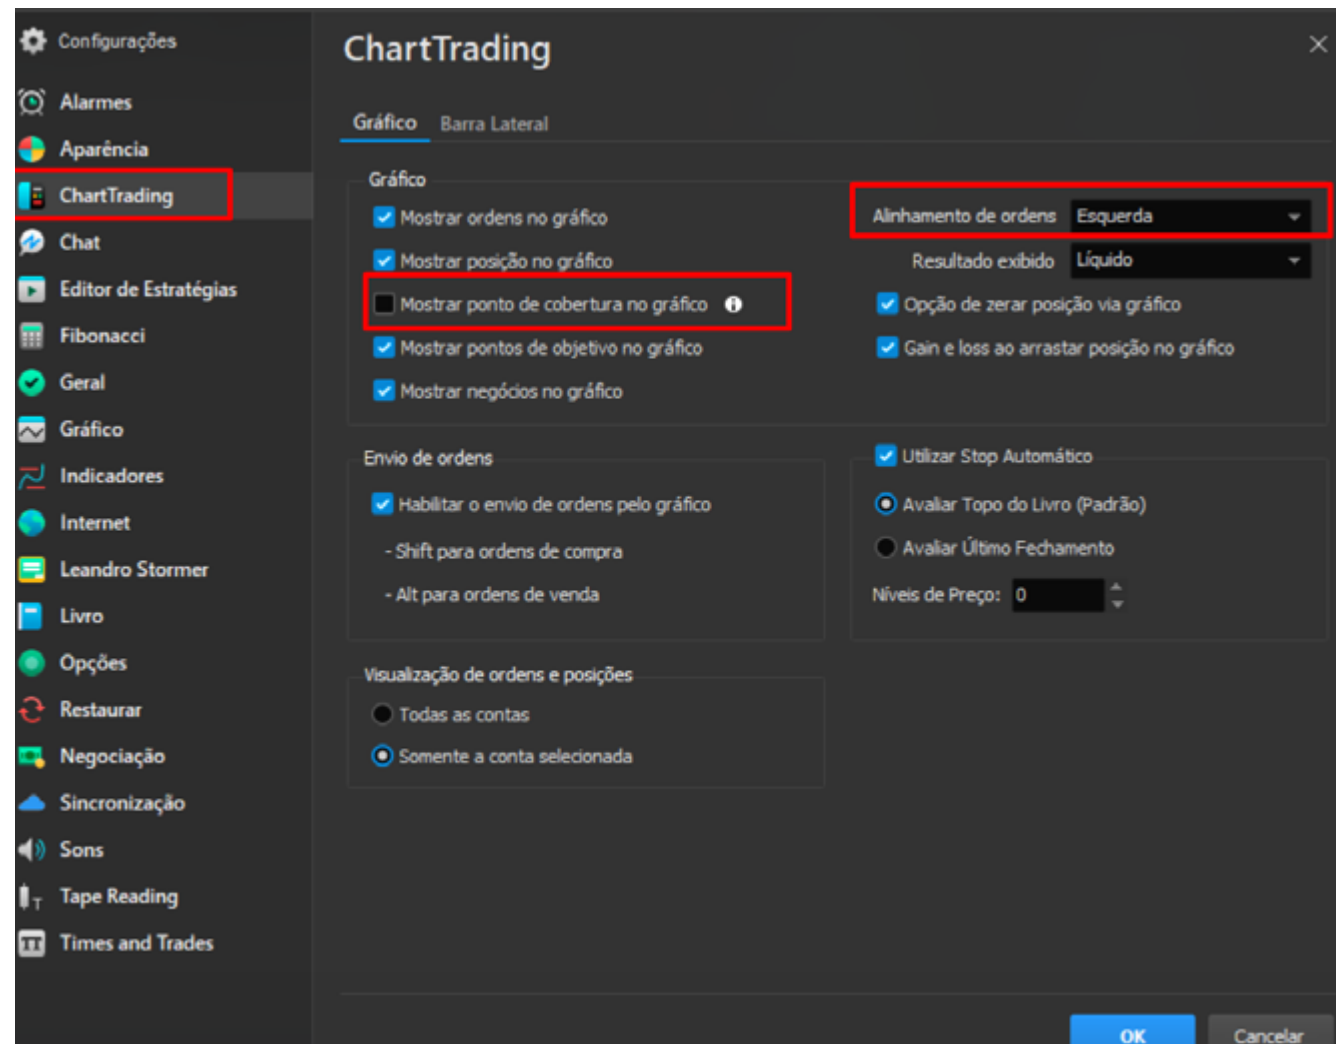 Configurações
Alarmes
Aparência
ChartTrading
Chat
Editor de Estratégias
Fibonacci
Geral
Gráfico
Indicadores
Internet
Leandro Stormer
Livro
Opções
Restaurar
Negociação
Sincronização
Sons
Tape Reading
Times and Trades
ChartTrading
Gráfico Barra Lateral
Gráfico
Mostrar ordens no gráfico
Mostrar posição no gráfico
Mostrar ponto de cobertura no gráfico
Mostrar pontos de objetivo no gráfico
Mostrar negócios no gráfico
Alinhamento de ordens Esquerda
Resultado exibido Líquido
Opção de zerar posição via gráfico
Gain e loss ao arrastar posição no gráfico
Envio de ordens
Habilitar o envio de ordens pelo gráfico
- Shift para ordens de compra
- Alt para ordens de venda
Utilizar Stop Automático
Avaliar Topo do Livro (Padrão)
Avaliar Último Fechamento
Níveis de Preço: 0
Visualização de ordens e posições
Todas as contas
Somente a conta selecionada
OK Cancelar